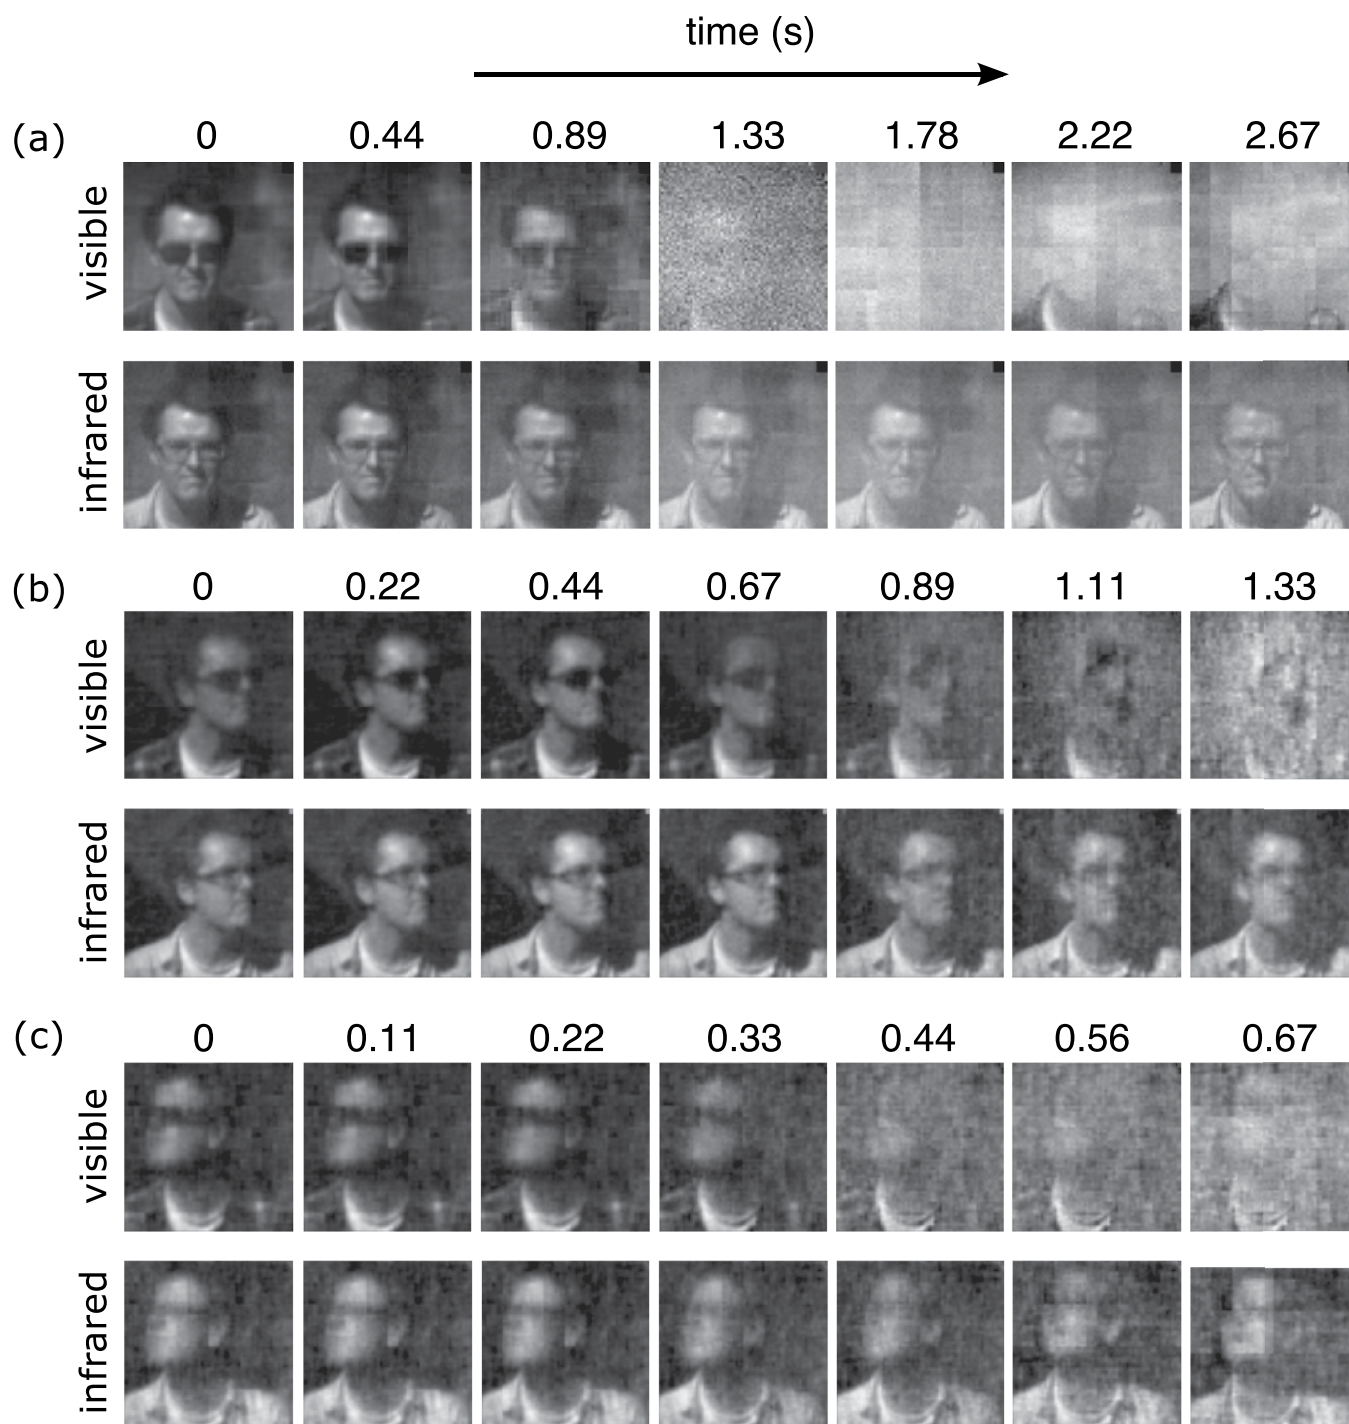 time (s)
(a) 0 0.44 0.89 1.33 1.78 2.22 2.67
visible
infrared
(b) 0 0.22 0.44 0.67 0.89 1.11 1.33
visible
infrared
(c) 0 0.11 0.22 0.33 0.44 0.56 0.67
visible
infrared